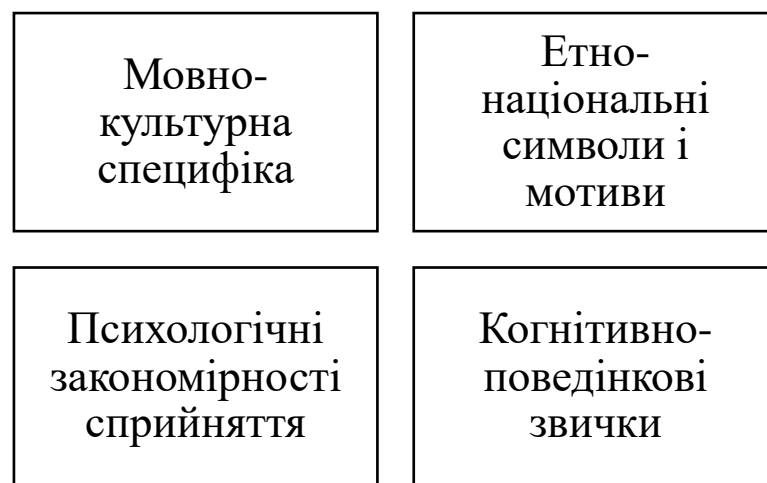 Мовно-
культурна
специфіка
Етно-
національні
символи і
мотиви
Психологічні
закономірності
сприйняття
Когнітивно-
поведінкові
звички